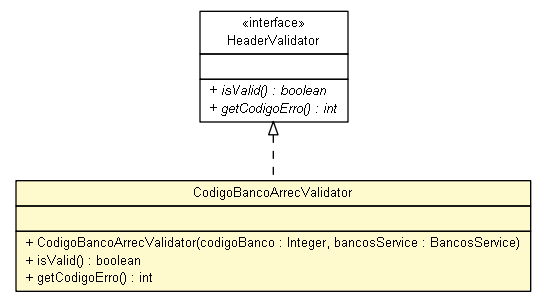 «interface»
HeaderValidator
+ isValid() : boolean
+ getCodigoErro() : int
CodigoBancoArrecValidator
+ CodigoBancoArrecValidator(codigoBanco : Integer, bancosService : BancosService)
+ isValid() : boolean
+ getCodigoErro() : int